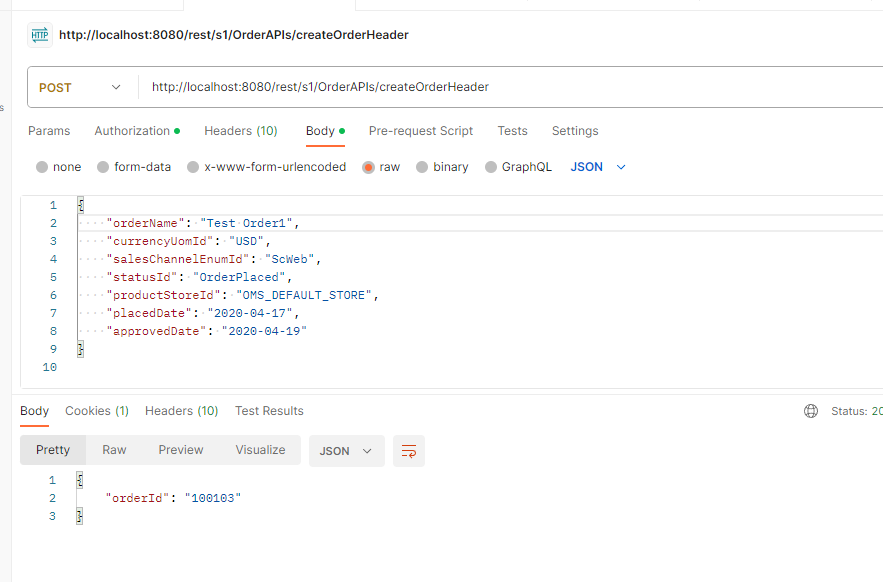 HTTP http://localhost:8080/rest/s1/OrderAPIs/createOrderHeader
POST http://localhost:8080/rest/s1/OrderAPIs/createOrderHeader
Params Authorization Headers (10) Body Pre-request Script Tests Settings
none form-data x-www-form-urlencoded raw binary GraphQL JSON
1 {
2 "orderName": "Test Order1",
3 "currencyUomId": "USD",
4 "salesChannelEnumId": "ScWeb",
5 "statusId": "OrderPlaced",
6 "productStoreId": "OMS_DEFAULT_STORE",
7 "placedDate": "2020-04-17",
8 "approvedDate": "2020-04-19"
9 }
10
Body Cookies (1) Headers (10) Test Results Status: 20
Pretty Raw Preview Visualize JSON
1 {
2 "orderId": "100103"
3 }